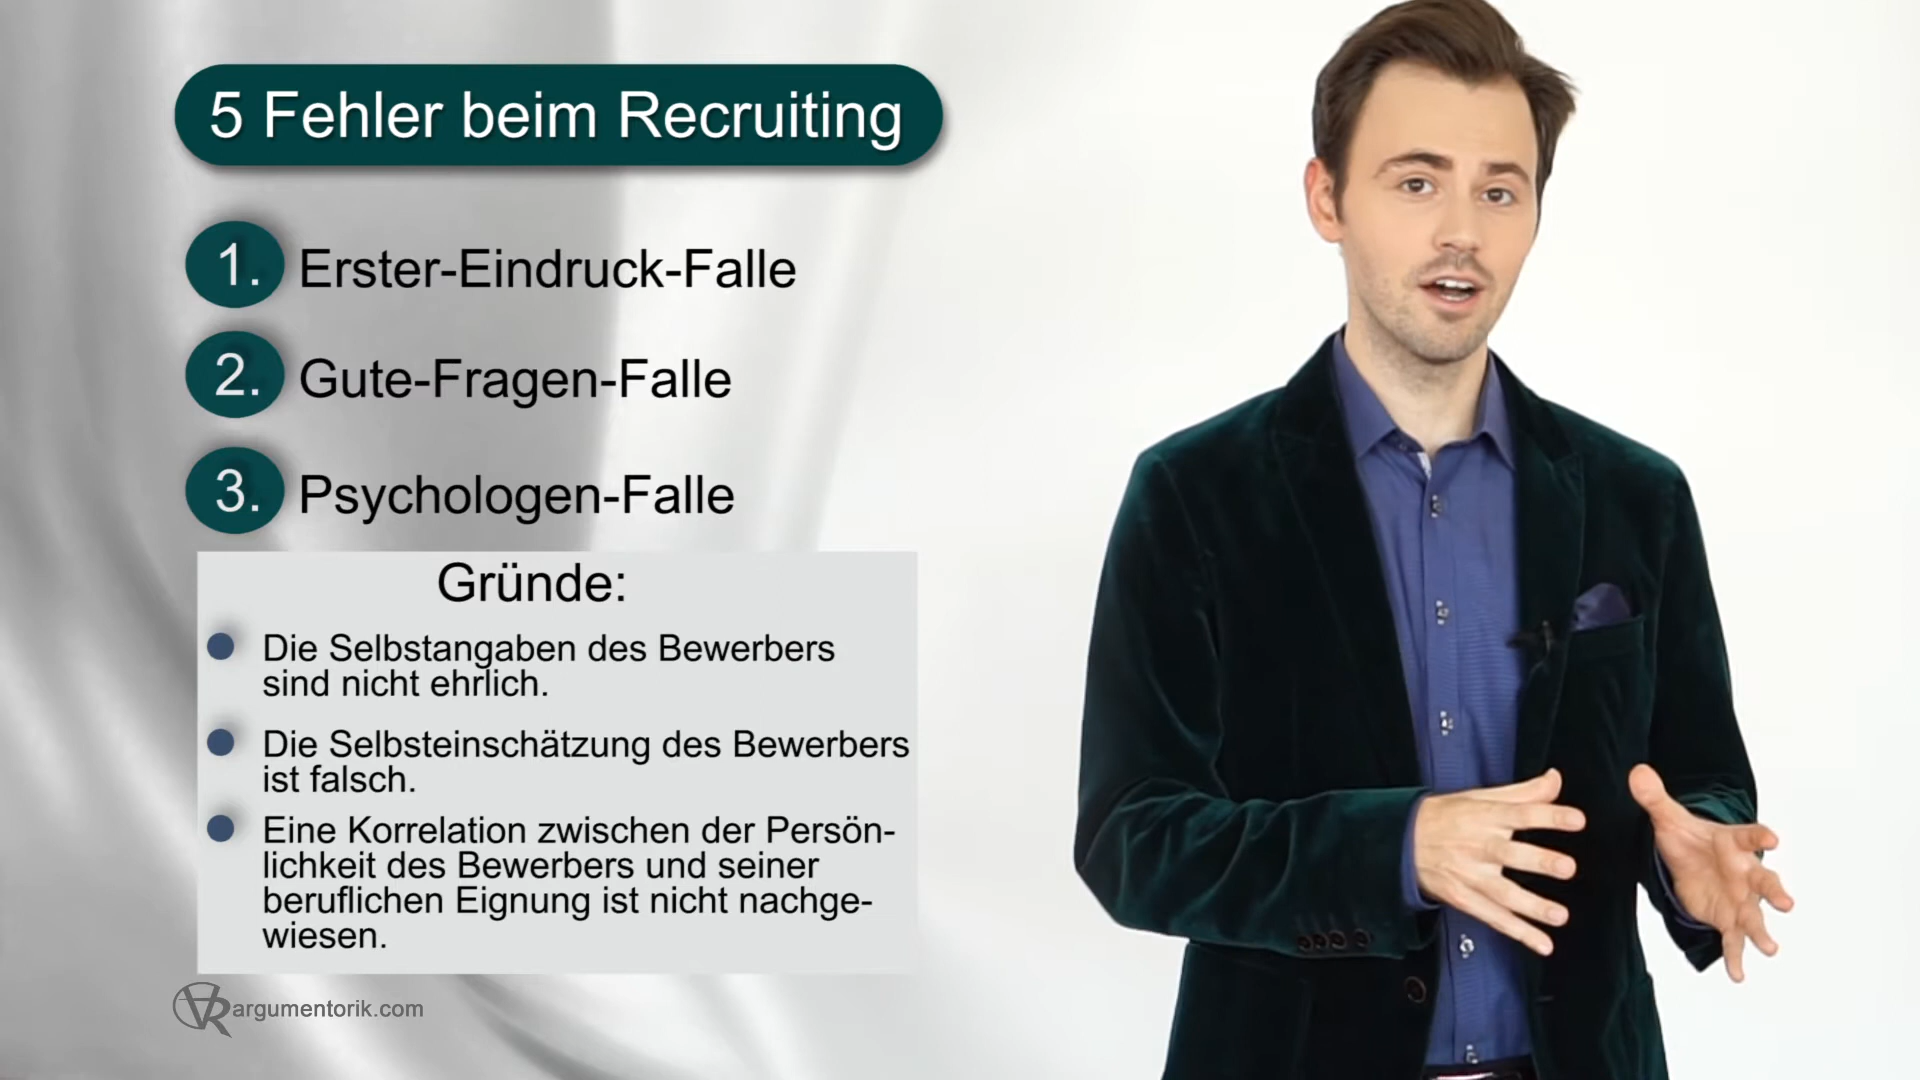 5 Fehler beim Recruiting
1. Erster-Eindruck-Falle
2. Gute-Fragen-Falle
3. Psychologen-Falle
Gründe:
Die Selbstangaben des Bewerbers
sind nicht ehrlich.
Die Selbsteinschätzung des Bewerbers
ist falsch.
Eine Korrelation zwischen der Persön-
lichkeit des Bewerbers und seiner
beruflichen Eignung ist nicht nachge-
wiesen.
argumentorik.com